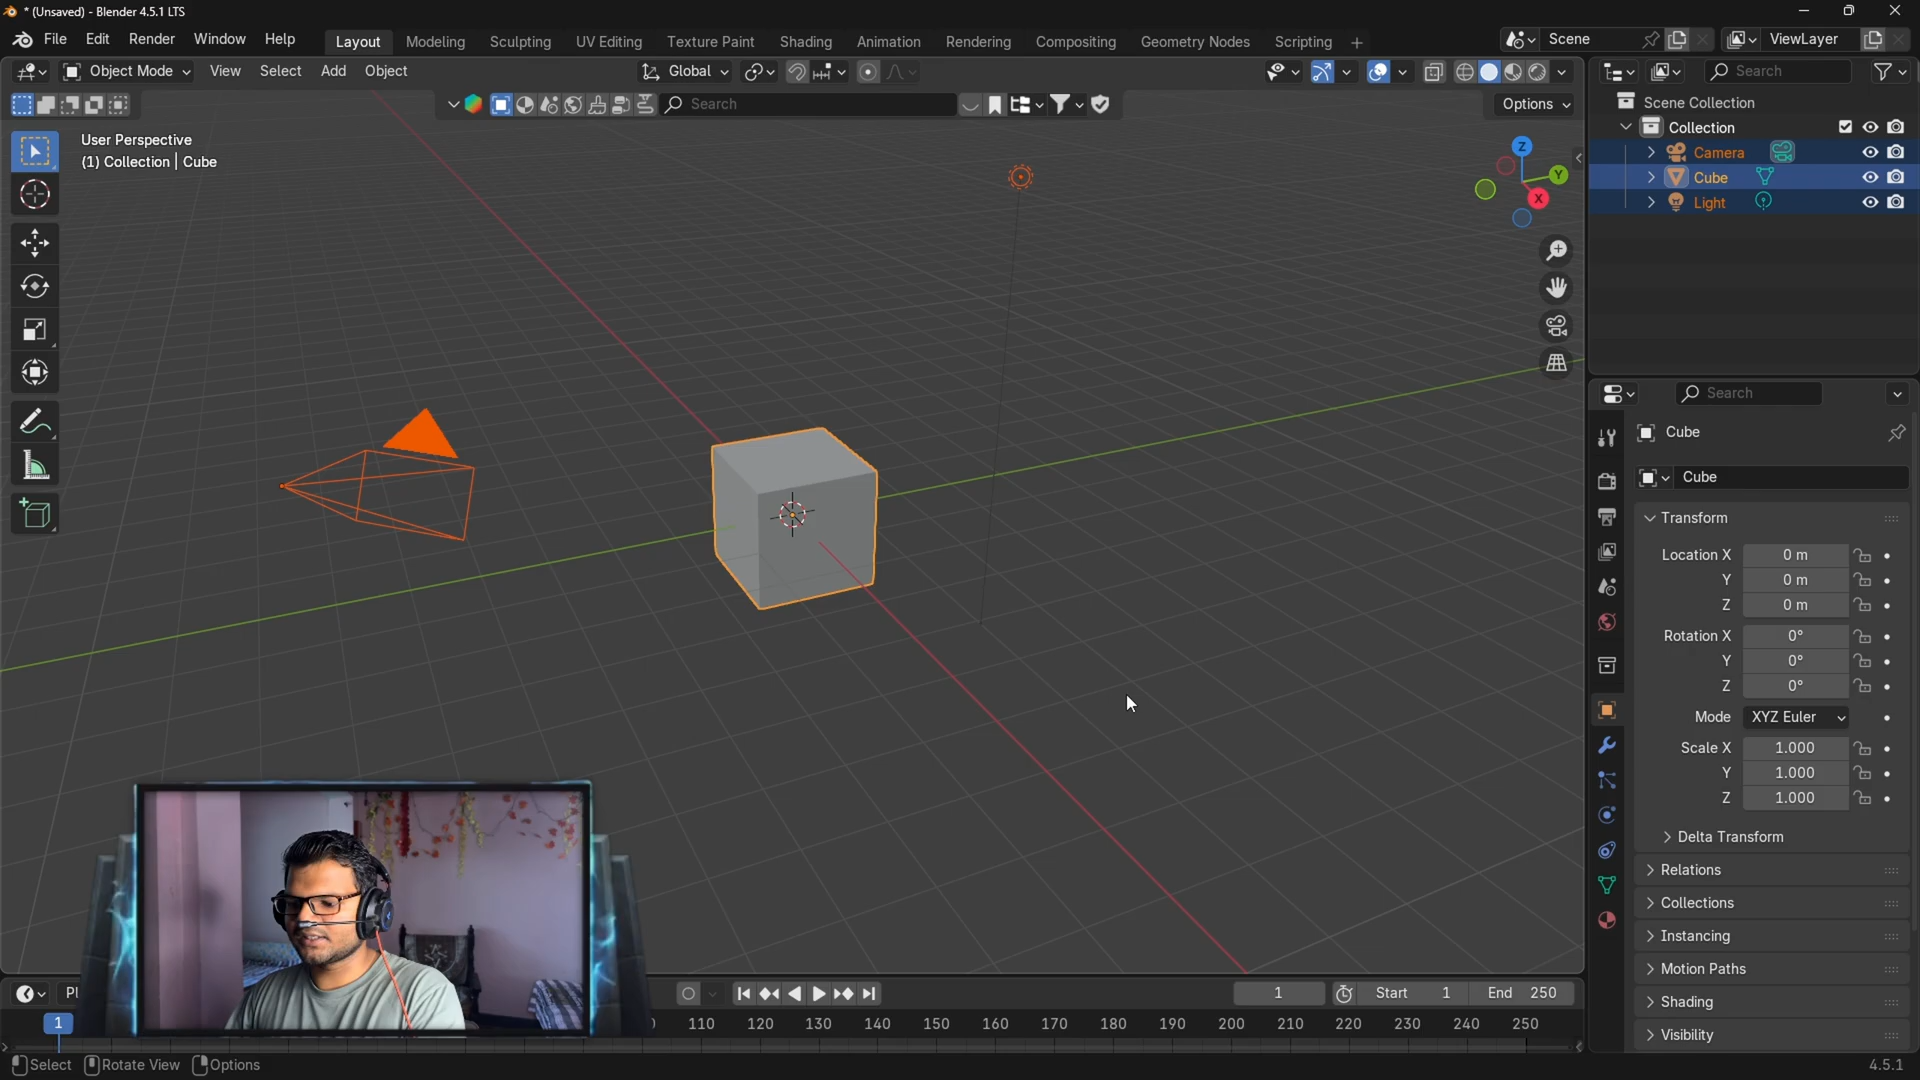 * (Unsaved) - Blender 4.5.1 LTS
File Edit Render Window Help Layout Modeling Sculpting UV Editing Texture Paint Shading Animation Rendering Compositing Geometry Nodes Scripting + Scene ViewLayer
Object Mode View Select Add Object Global Search
Search Options
User Perspective
(1) Collection | Cube
Z
Y
X
Scene Collection
Collection
Camera
Cube
Light
Search
Cube
Cube
Transform
Location X 0 m
Y 0 m
Z 0 m
Rotation X 0°
Y 0°
Z 0°
Mode XYZ Euler
Scale X 1.000
Y 1.000
Z 1.000
Delta Transform
Relations
Collections
Instancing
Motion Paths
Shading
Visibility
1 Start 1 End 250
1 110 120 130 140 150 160 170 180 190 200 210 220 230 240 250
Select Rotate View Options 4.5.1